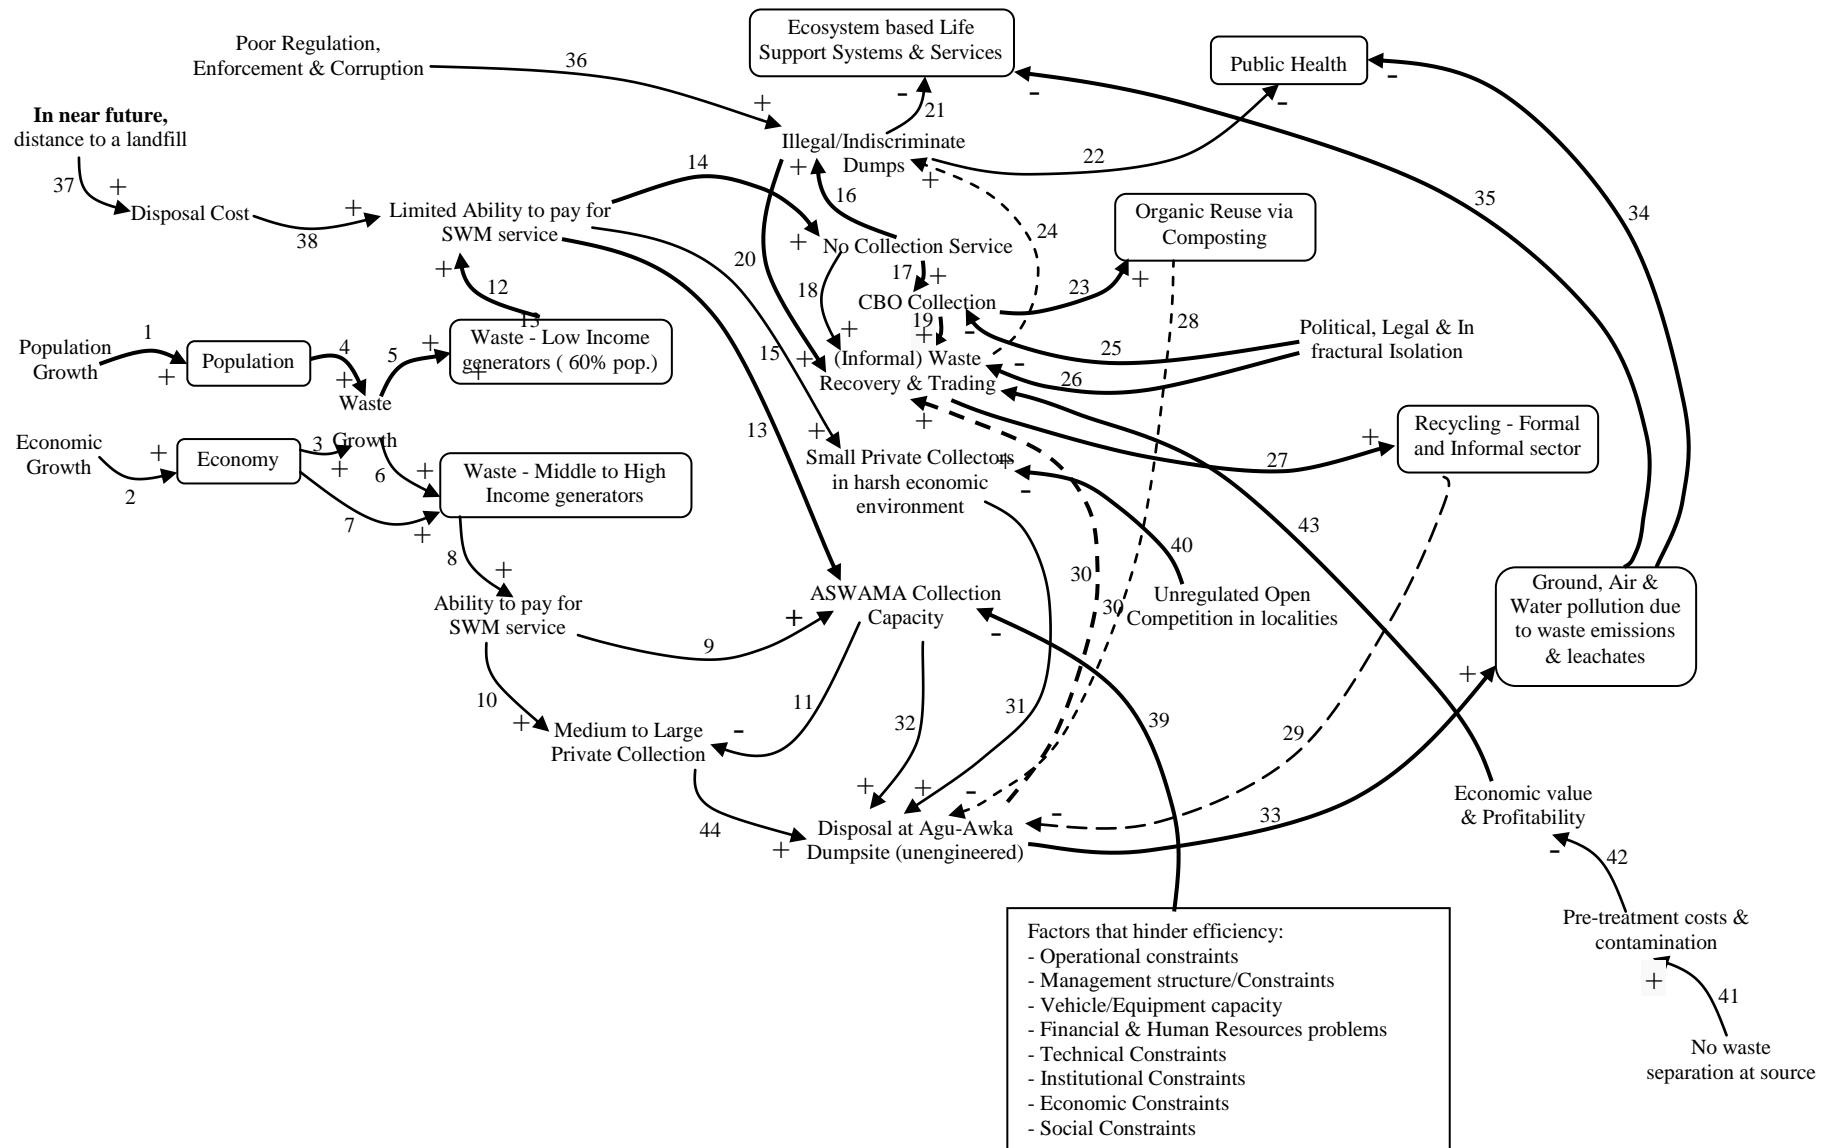 Ecosystem based Life
Support Systems & Services
-
-
21
Poor Regulation,
Enforcement & Corruption
36
+
Public Health
-
-
In near future,
distance to a landfill
37
+
Disposal Cost
38
+
Illegal/Indiscriminate
Dumps
+
+
22
14
16
20
24
35
34
Limited Ability to pay for
SWM service
+
12
+
No Collection Service
17
+
18
CBO Collection
-
19
+
+
Organic Reuse via
Composting
23
+
28
Political, Legal & In
fractural Isolation
25
26
-
+
(Informal) Waste
Recovery & Trading
+
Population
Growth
1
+
Population
4
+
Waste
Growth
5
+
13
Waste - Low Income
generators ( 60% pop.)
+
15
13
Economic
Growth
2
+
Economy
3
+
6
+
7
+
Waste - Middle to High
Income generators
8
+
+
Small Private Collectors
in harsh economic
environment
+
-
27
+
Recycling - Formal
and Informal sector
43
40
Unregulated Open
Competition in localities
30
30
Ground, Air &
Water pollution due
to waste emissions
& leachates
+
Ability to pay for
SWM service
9
+
10
+
ASWAMA Collection
Capacity
-
11
-
32
31
39
29
Medium to Large
Private Collection
44
+
+
+
-
-
Disposal at Agu-Awka
Dumpsite (unengineered)
33
Economic value
& Profitability
-
42
Pre-treatment costs &
contamination
+
41
No waste
separation at source
Factors that hinder efficiency:
- Operational constraints
- Management structure/Constraints
- Vehicle/Equipment capacity
- Financial & Human Resources problems
- Technical Constraints
- Institutional Constraints
- Economic Constraints
- Social Constraints